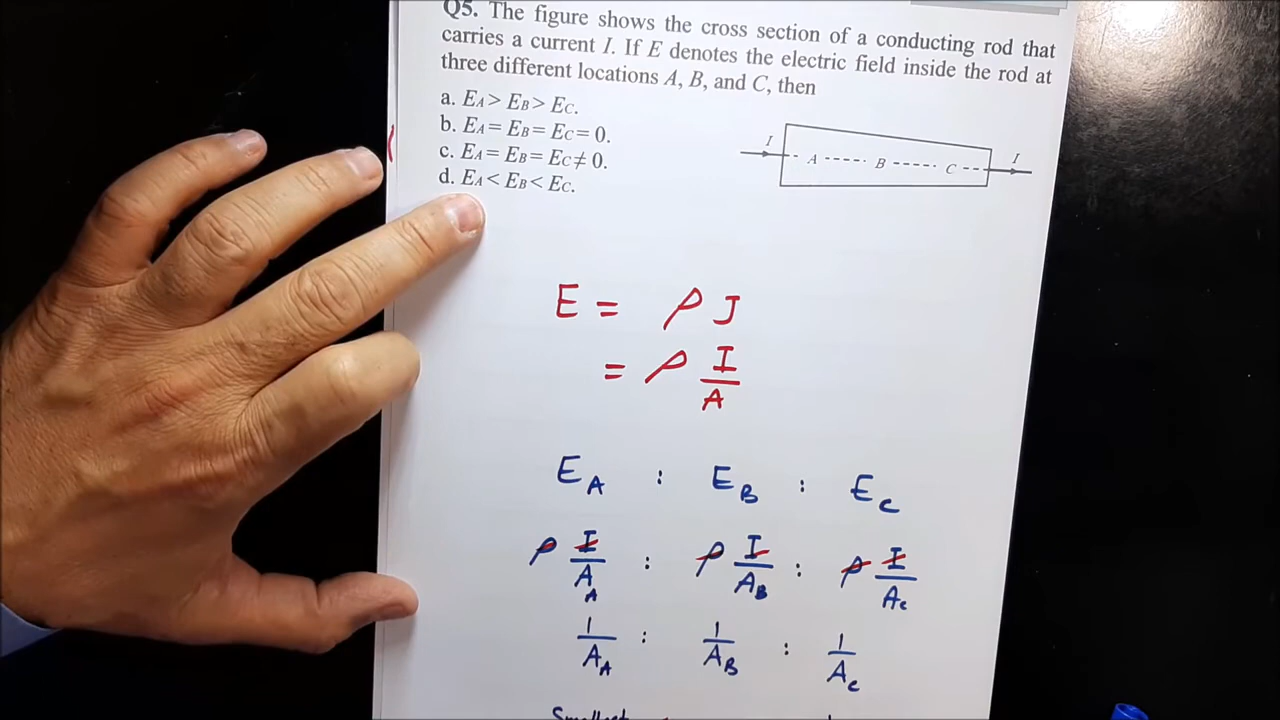 Q5. The figure shows the cross section of a conducting rod that
carries a current I. If E denotes the electric field inside the rod at
three different locations A, B, and C, then
a. EA > EB > EC.
b. EA = EB = EC = 0.
c. EA = EB = EC ≠ 0.
d. EA < EB < EC.
I A B C I
E = ρ J
= ρ I/A
EA : EB : EC
ρ I/AA : ρ I/AB : ρ I/AC
1/AA : 1/AB : 1/AC
Smallest